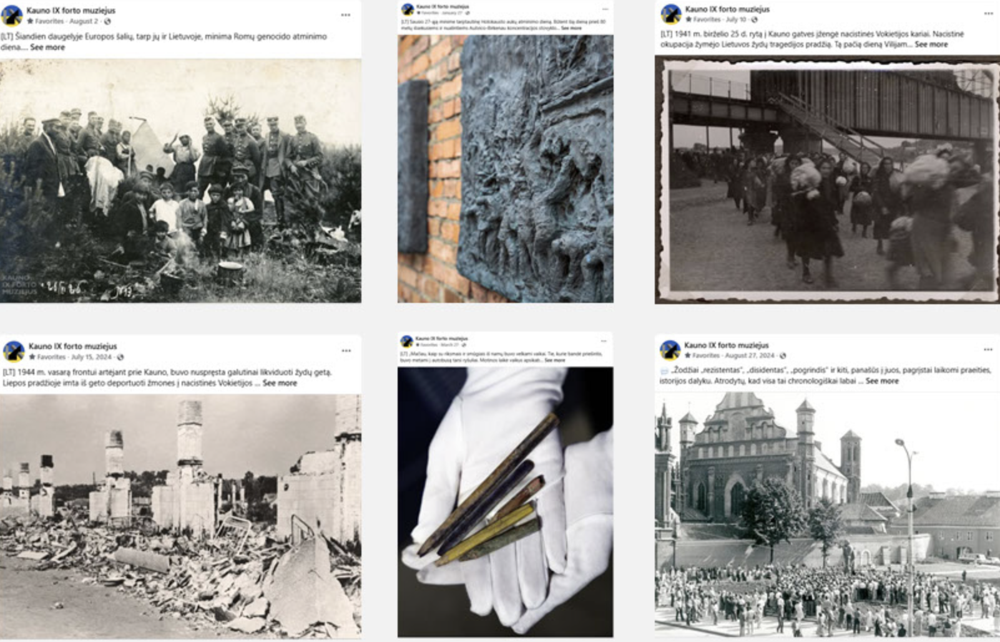 Kauno IX forto muziejus
Favorites · August 2 ·
[LT] Šiandien daugelyje Europos šalių, tarp jų ir Lietuvoje, minima Romų genocido atminimo
diena.... See more
KAUNO
IX FORTO
MUZIEJUS
Kauno IX forto muziejus
Favorites · January 27 ·
[LT] Sausio 27-ąją minime tarptautinę Holokausto aukų atminimo dieną. Būtent šią dieną prieš 80
metų išvaduotas Aušvico-Birkenau koncentracijos stovyklo... See more
Kauno IX forto muziejus
Favorites · July 10 ·
[LT] 1941 m. birželio 25 d. rytą į Kauno gatves įžengė nacistinės Vokietijos kariai. Nacistinė
okupacija žymėjo Lietuvos žydų tragedijos pradžią. Tą pačią dieną Vilijam... See more
Kauno IX forto muziejus
Favorites · July 15, 2024 ·
[LT] 1944 m. vasarą frontui artėjant prie Kauno, buvo nuspręsta galutinai likviduoti žydų getą.
Liepos pradžioje imta iš geto deportuoti žmones į nacistinės Vokietijos ... See more
Kauno IX forto muziejus
Favorites · March 27 ·
[LT] „Mačiau, kaip su riksmais ir smūgiais iš namų buvo velkami vaikai. Tie, kurie bandė priešintis,
buvo metami į autobusą tarsi ryšuliai. Motinos laikė vaikus apsikab... See more
Kauno IX forto muziejus
Favorites · August 27, 2024 ·
„Žodžiai „rezistentas", „disidentas", „pogrindis" ir kiti, panašūs į juos, pagrįstai laikomi praeities,
istorijos dalyku. Atrodytų, kad visa tai chronologiškai labai ... See more